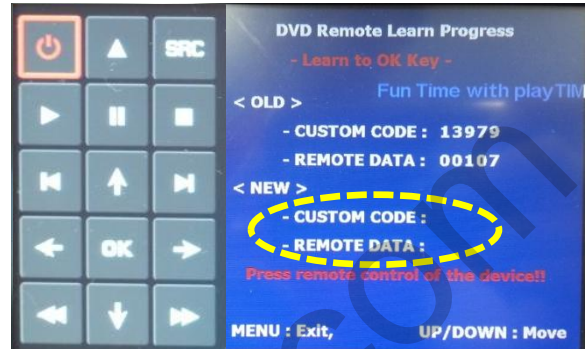 SRC
OK
DVD Remote Learn Progress
- Learn to OK Key -
Fun Time with playTIM
< OLD >
- CUSTOM CODE : 13979
- REMOTE DATA : 00107
< NEW >
- CUSTOM CODE :
- REMOTE DATA :
Press remote control of the device!!
MENU : Exit, UP/DOWN : Move